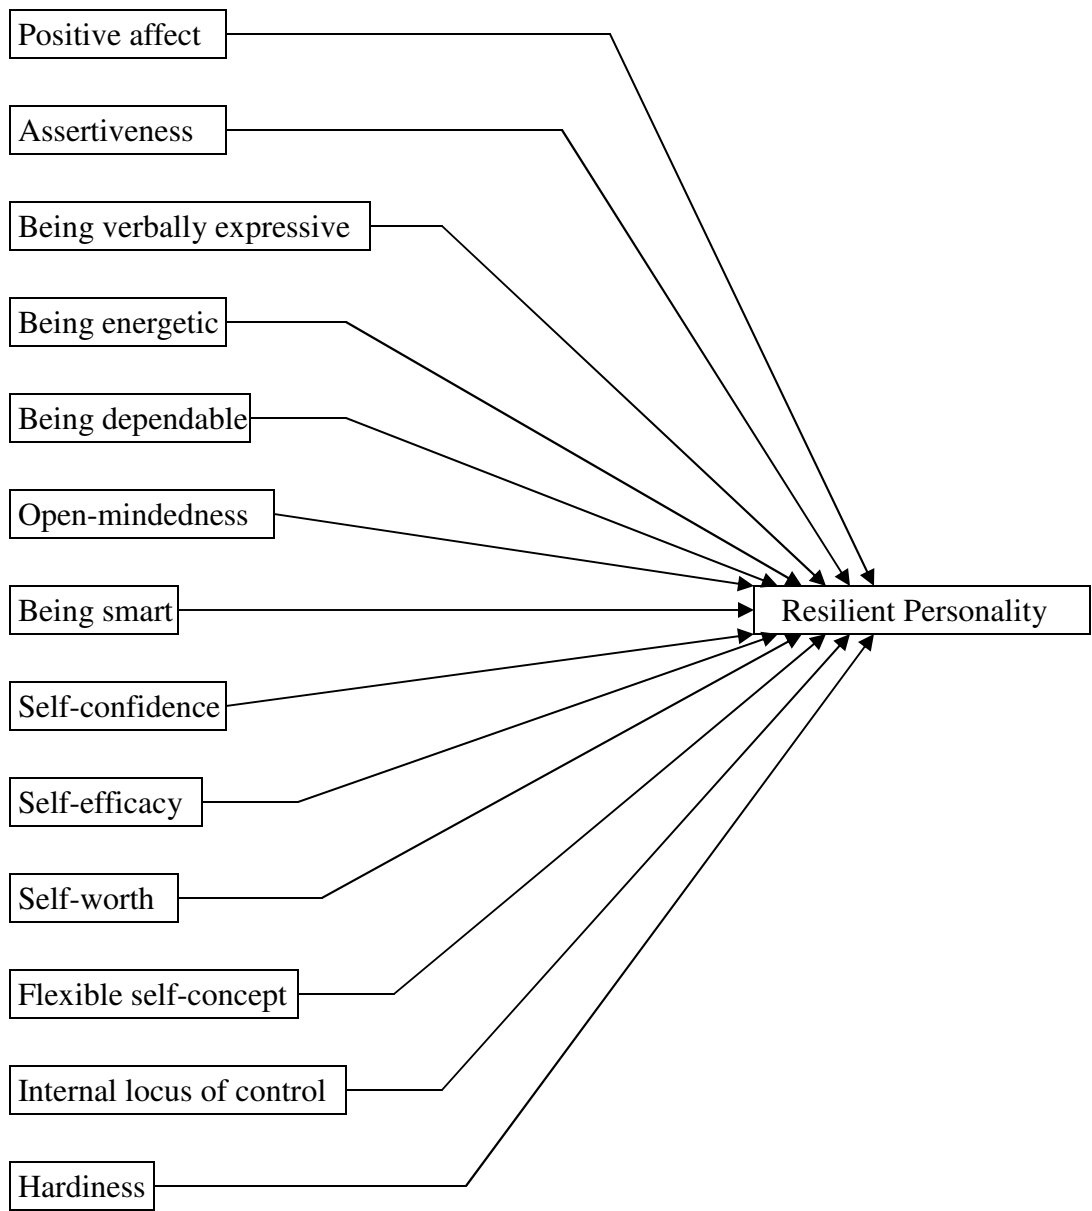 Positive affect
Assertiveness
Being verbally expressive
Being energetic
Being dependable
Open-mindedness
Being smart
Resilient Personality
Self-confidence
Self-efficacy
Self-worth
Flexible self-concept
Internal locus of control
Hardiness